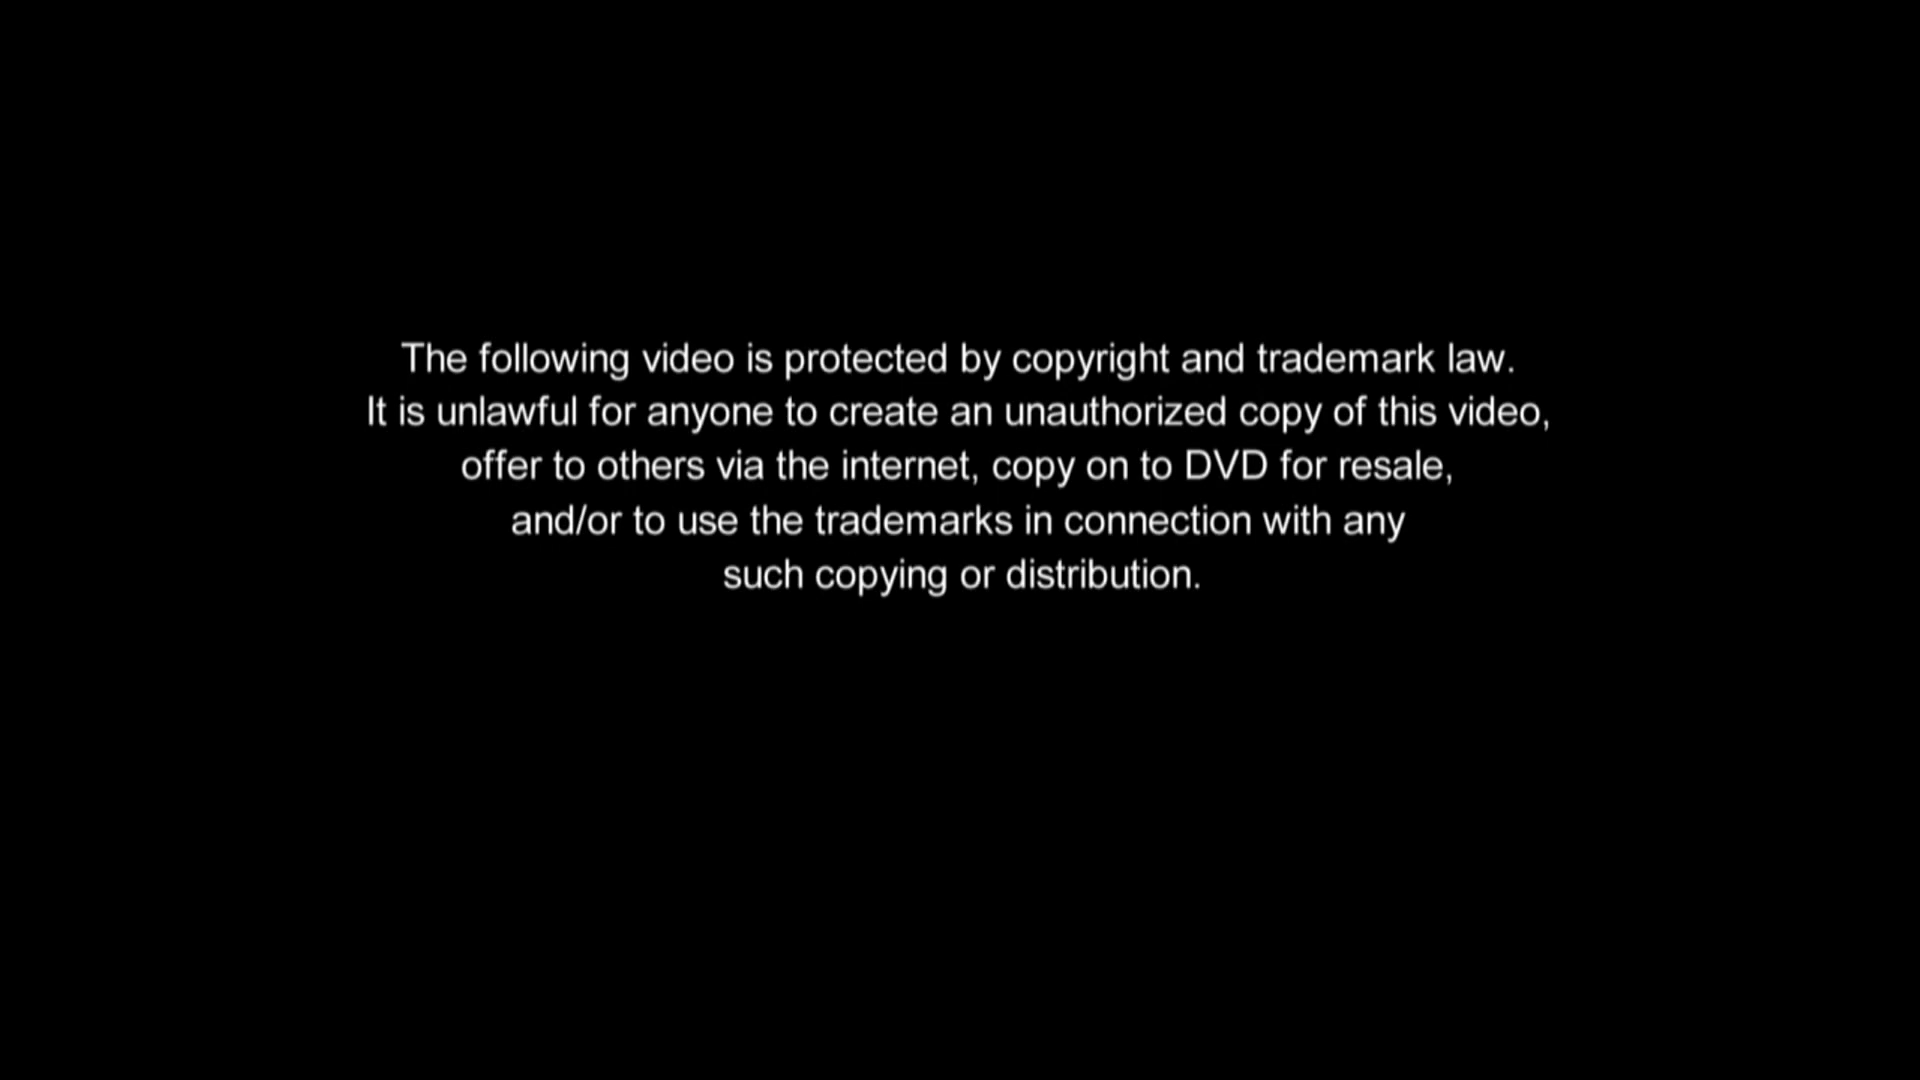 The following video is protected by copyright and trademark law.
It is unlawful for anyone to create an unauthorized copy of this video,
offer to others via the internet, copy on to DVD for resale,
and/or to use the trademarks in connection with any
such copying or distribution.